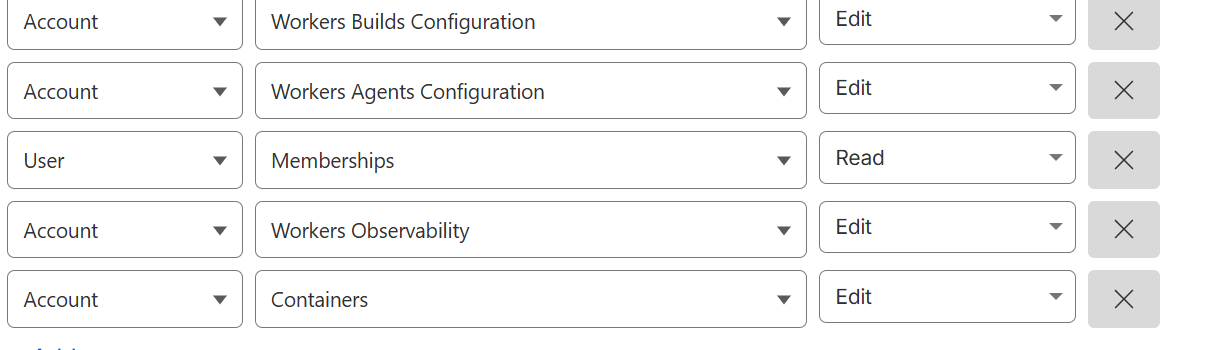 Account Workers Builds Configuration Edit
Account Workers Agents Configuration Edit
User Memberships Read
Account Workers Observability Edit
Account Containers Edit